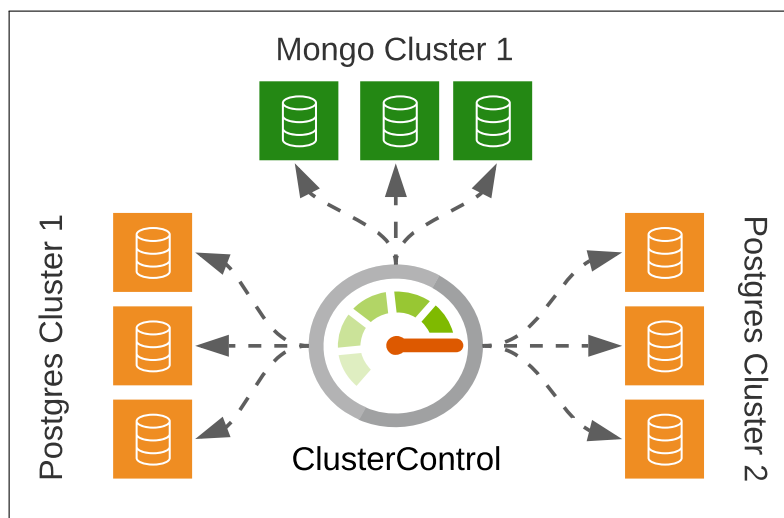 Mongo Cluster 1
Postgres Cluster 1
Postgres Cluster 2
ClusterControl